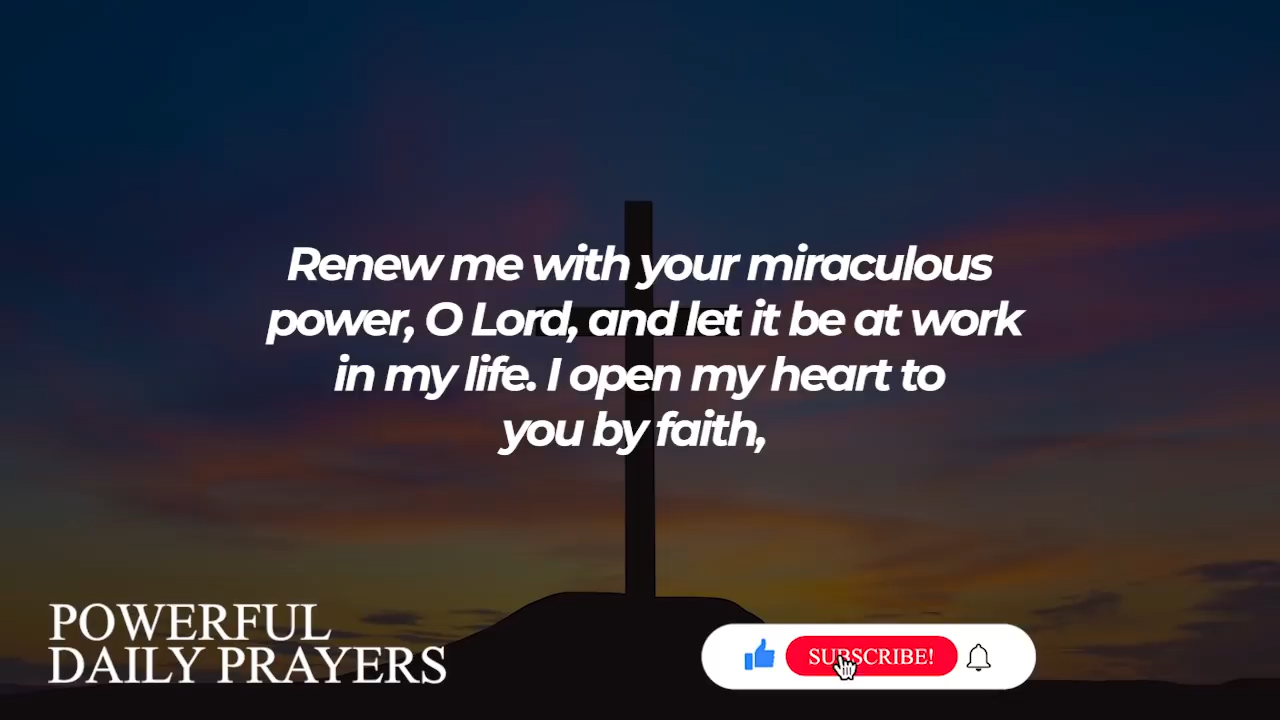 Renew me with your miraculous
power, O Lord, and let it be at work
in my life. I open my heart to
you by faith,
POWERFUL
DAILY PRAYERS
SUBSCRIBE!